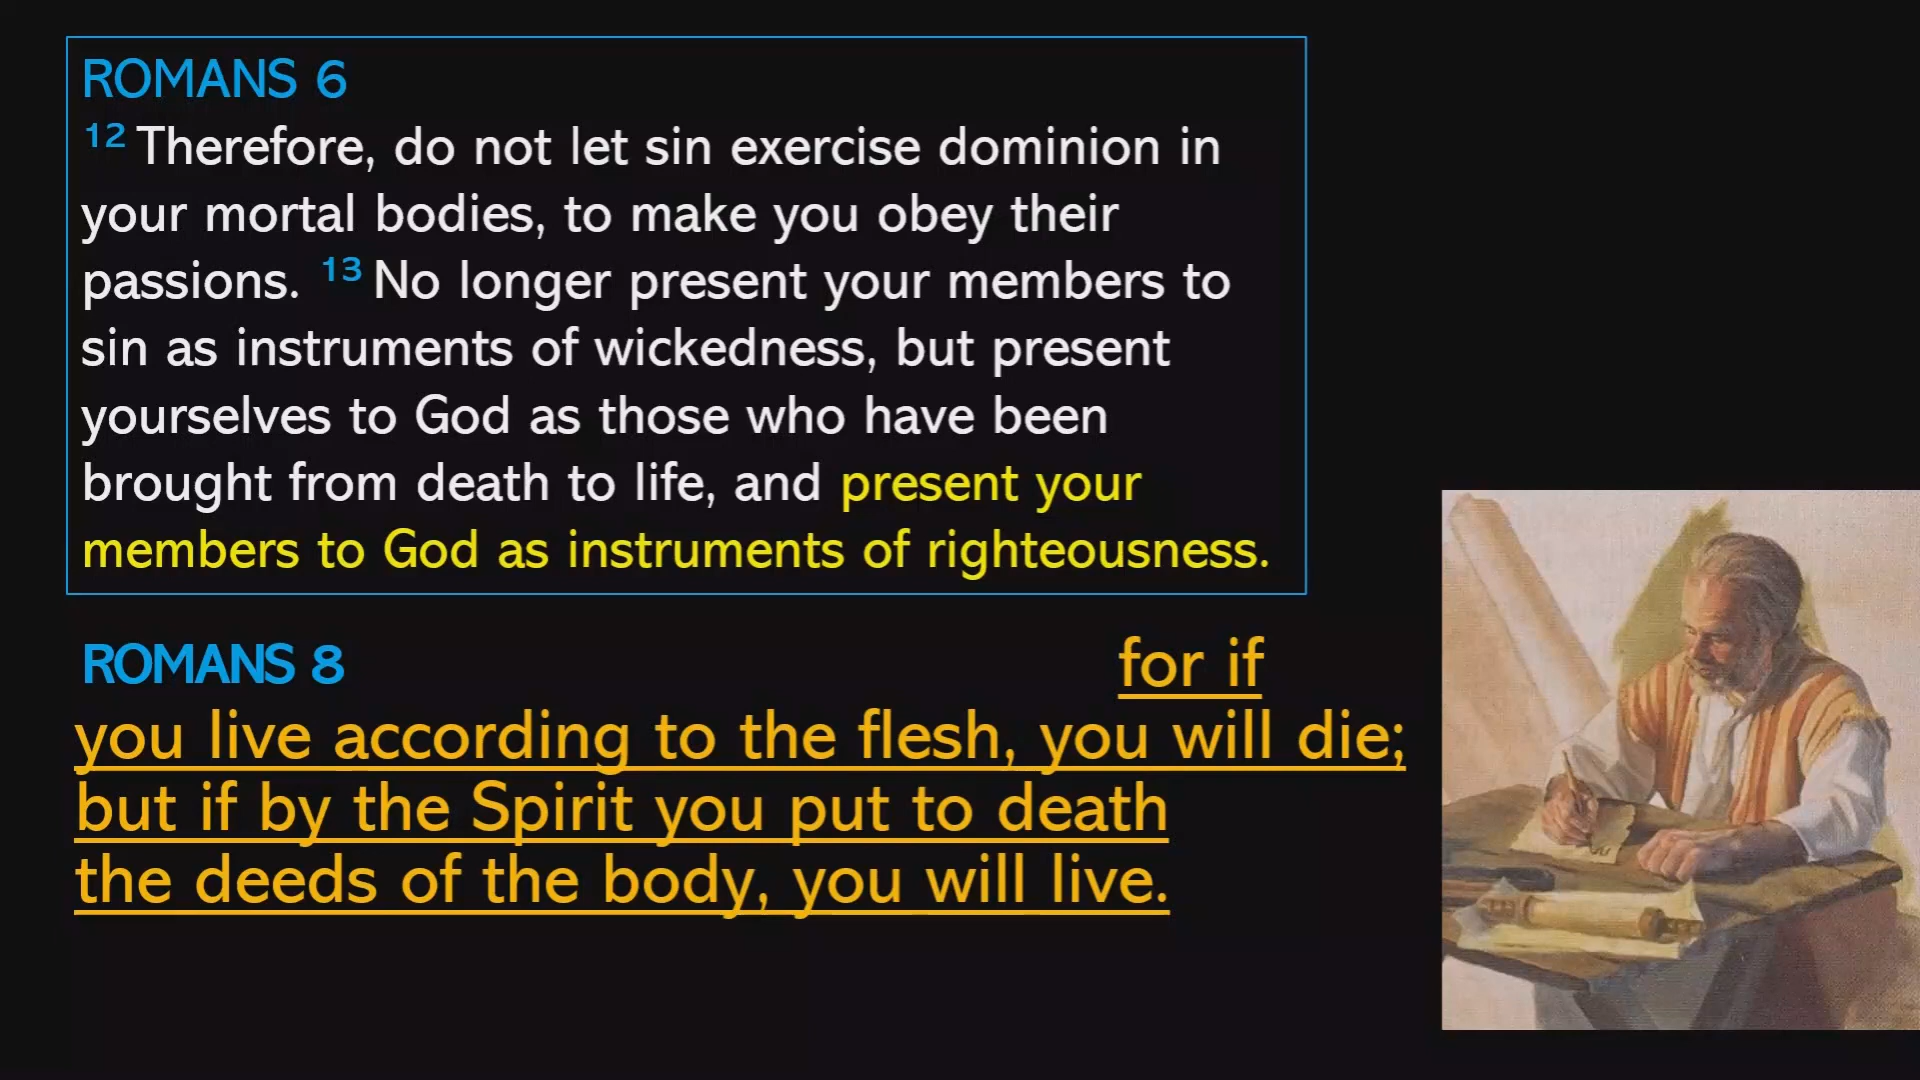 ROMANS 6
12 Therefore, do not let sin exercise dominion in
your mortal bodies, to make you obey their
passions. 13 No longer present your members to
sin as instruments of wickedness, but present
yourselves to God as those who have been
brought from death to life, and present your
members to God as instruments of righteousness.
ROMANS 8 for if
you live according to the flesh, you will die;
but if by the Spirit you put to death
the deeds of the body, you will live.